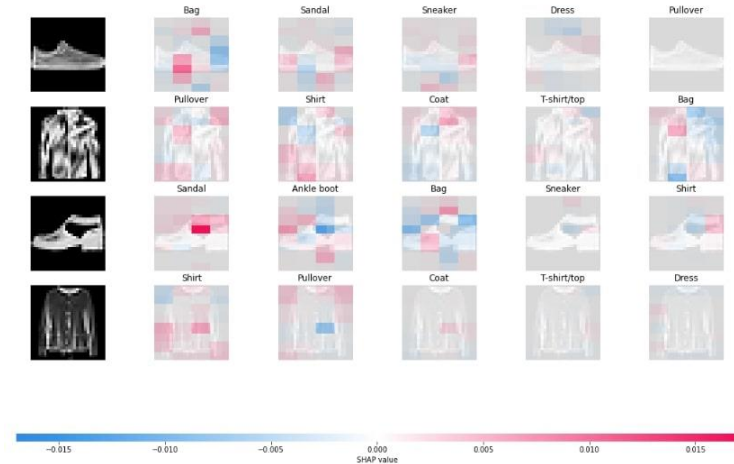 Bag Sandal Sneaker Dress Pullover
Pullover Shirt Coat T-shirt/top Bag
Sandal Ankle boot Bag Sneaker Shirt
Shirt Pullover Coat T-shirt/top Dress
−0.015 −0.010 −0.005 0.000 0.005 0.010 0.015
SHAP value